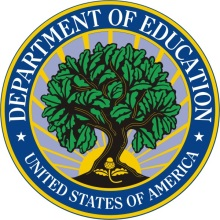 DEPARTMENT OF EDUCATION
UNITED STATES OF AMERICA